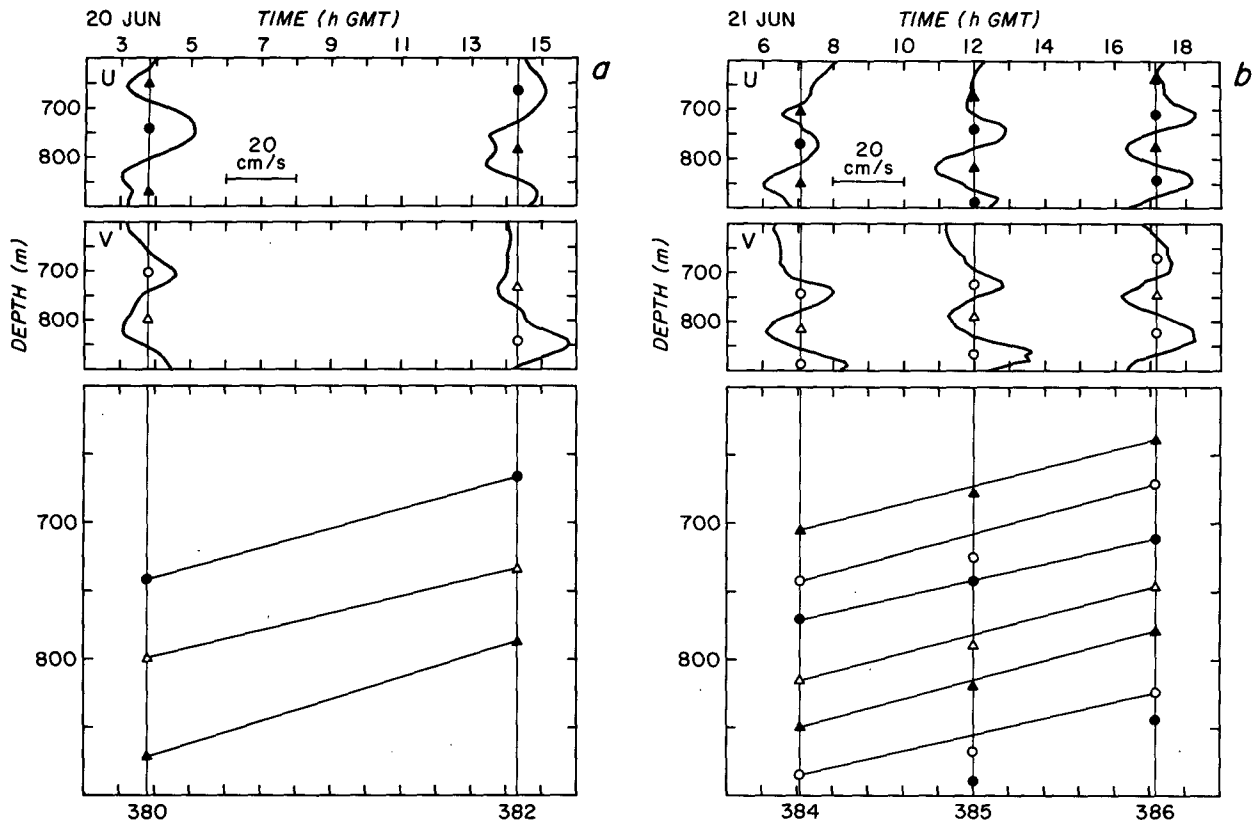 20 JUN TIME (h GMT)
3 5 7 9 11 13 15
a
U
700
800
20
cm/s
V
700
800
DEPTH (m)
700
800
380 382
21 JUN TIME (h GMT)
6 8 10 12 14 16 18
b
U
700
800
20
cm/s
V
700
800
DEPTH (m)
700
800
384 385 386